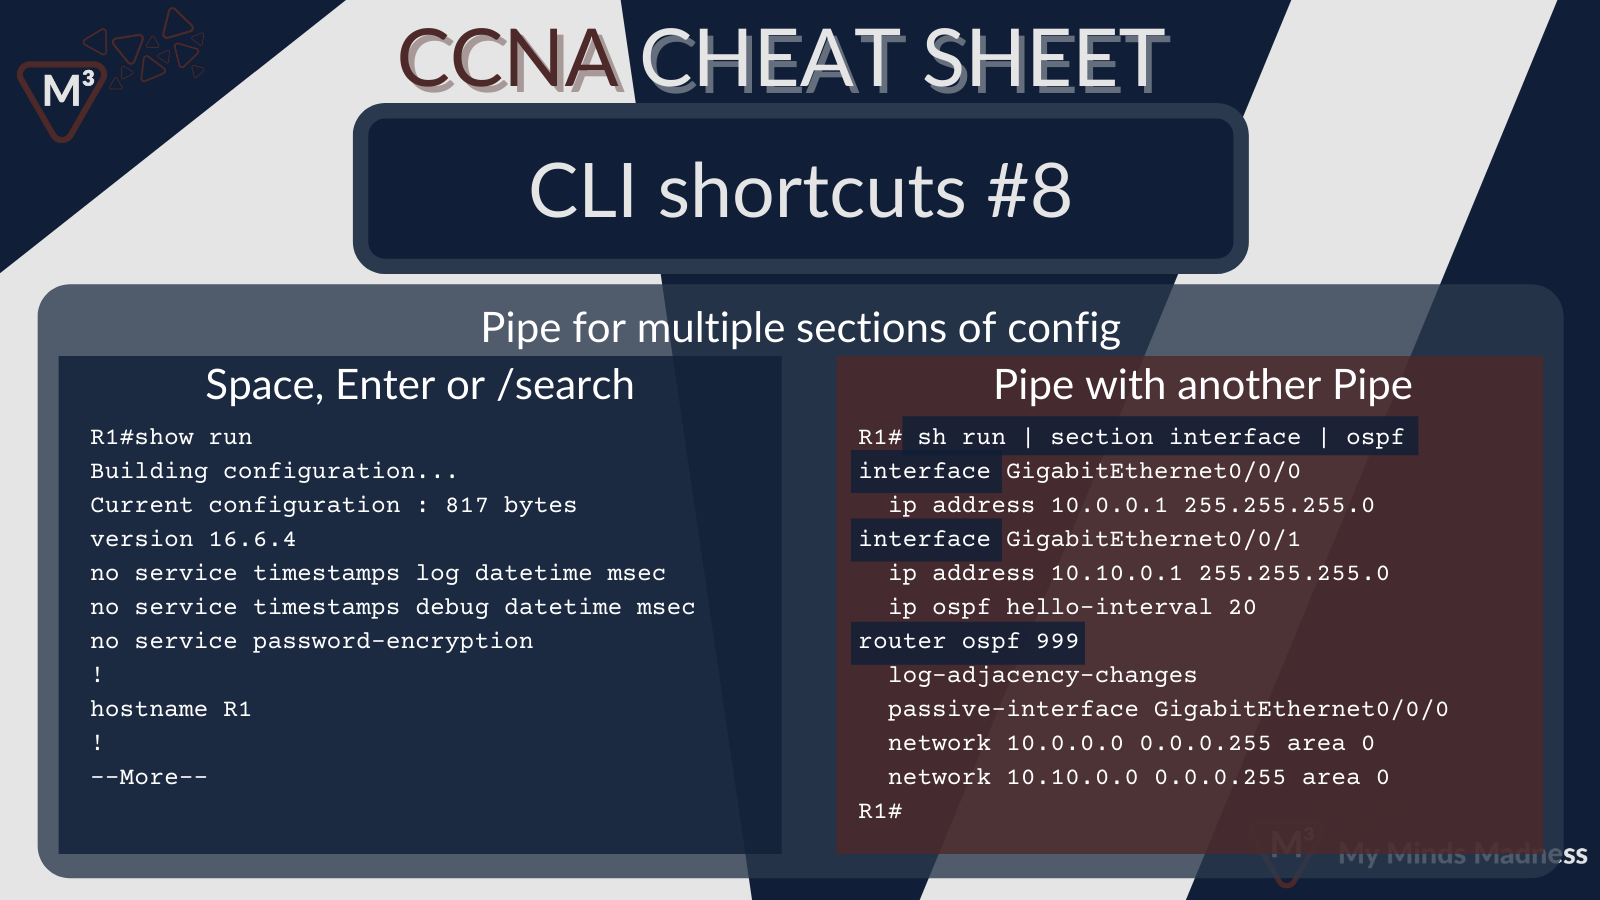 M³
CCNA CHEAT SHEET
CLI shortcuts #8
Pipe for multiple sections of config
Space, Enter or /search
R1#show run
Building configuration...
Current configuration : 817 bytes
version 16.6.4
no service timestamps log datetime msec
no service timestamps debug datetime msec
no service password-encryption
!
hostname R1
!
--More--
Pipe with another Pipe
R1# sh run | section interface | ospf
interface GigabitEthernet0/0/0
  ip address 10.0.0.1 255.255.255.0
interface GigabitEthernet0/0/1
  ip address 10.10.0.1 255.255.255.0
  ip ospf hello-interval 20
router ospf 999
  log-adjacency-changes
  passive-interface GigabitEthernet0/0/0
  network 10.0.0.0 0.0.0.255 area 0
  network 10.10.0.0 0.0.0.255 area 0
R1#
M³ My Minds Madness